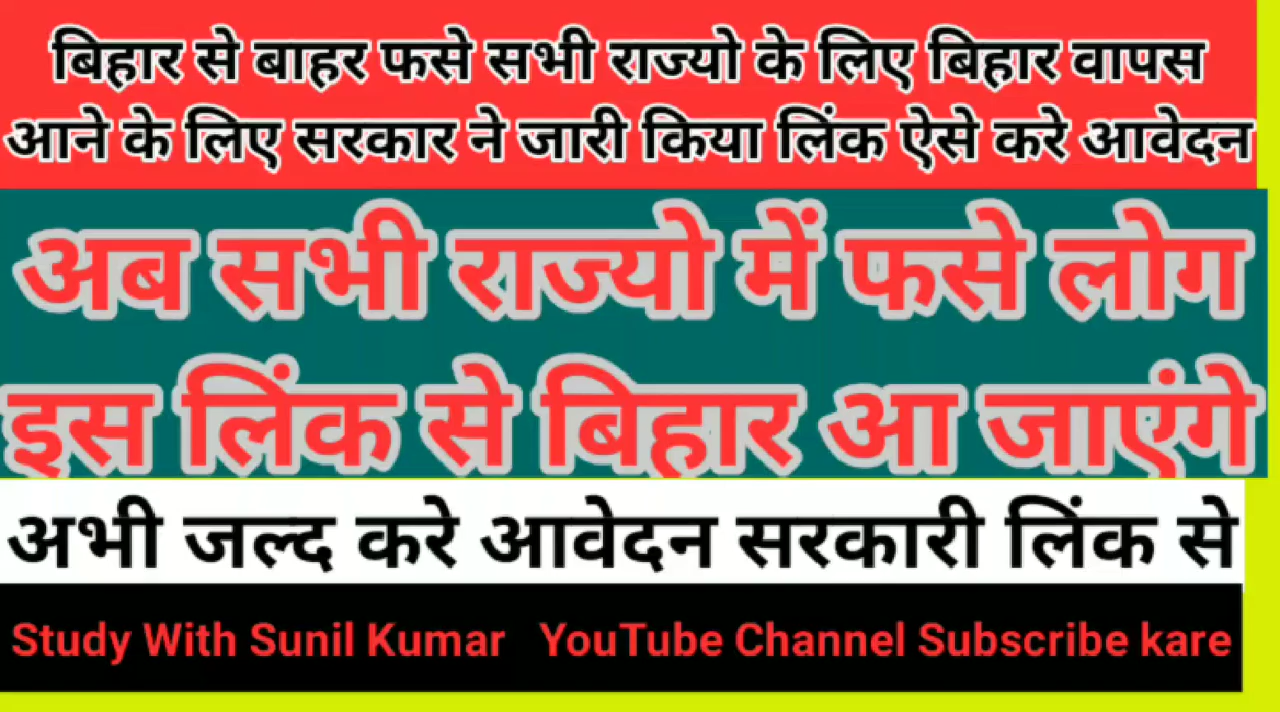 बिहार से बाहर फसे सभी राज्यो के लिए बिहार वापस
आने के लिए सरकार ने जारी किया लिंक ऐसे करे आवेदन
अब सभी राज्यो में फसे लोग
इस लिंक से बिहार आ जाएंगे
अभी जल्द करे आवेदन सरकारी लिंक से
Study With Sunil Kumar YouTube Channel Subscribe kare